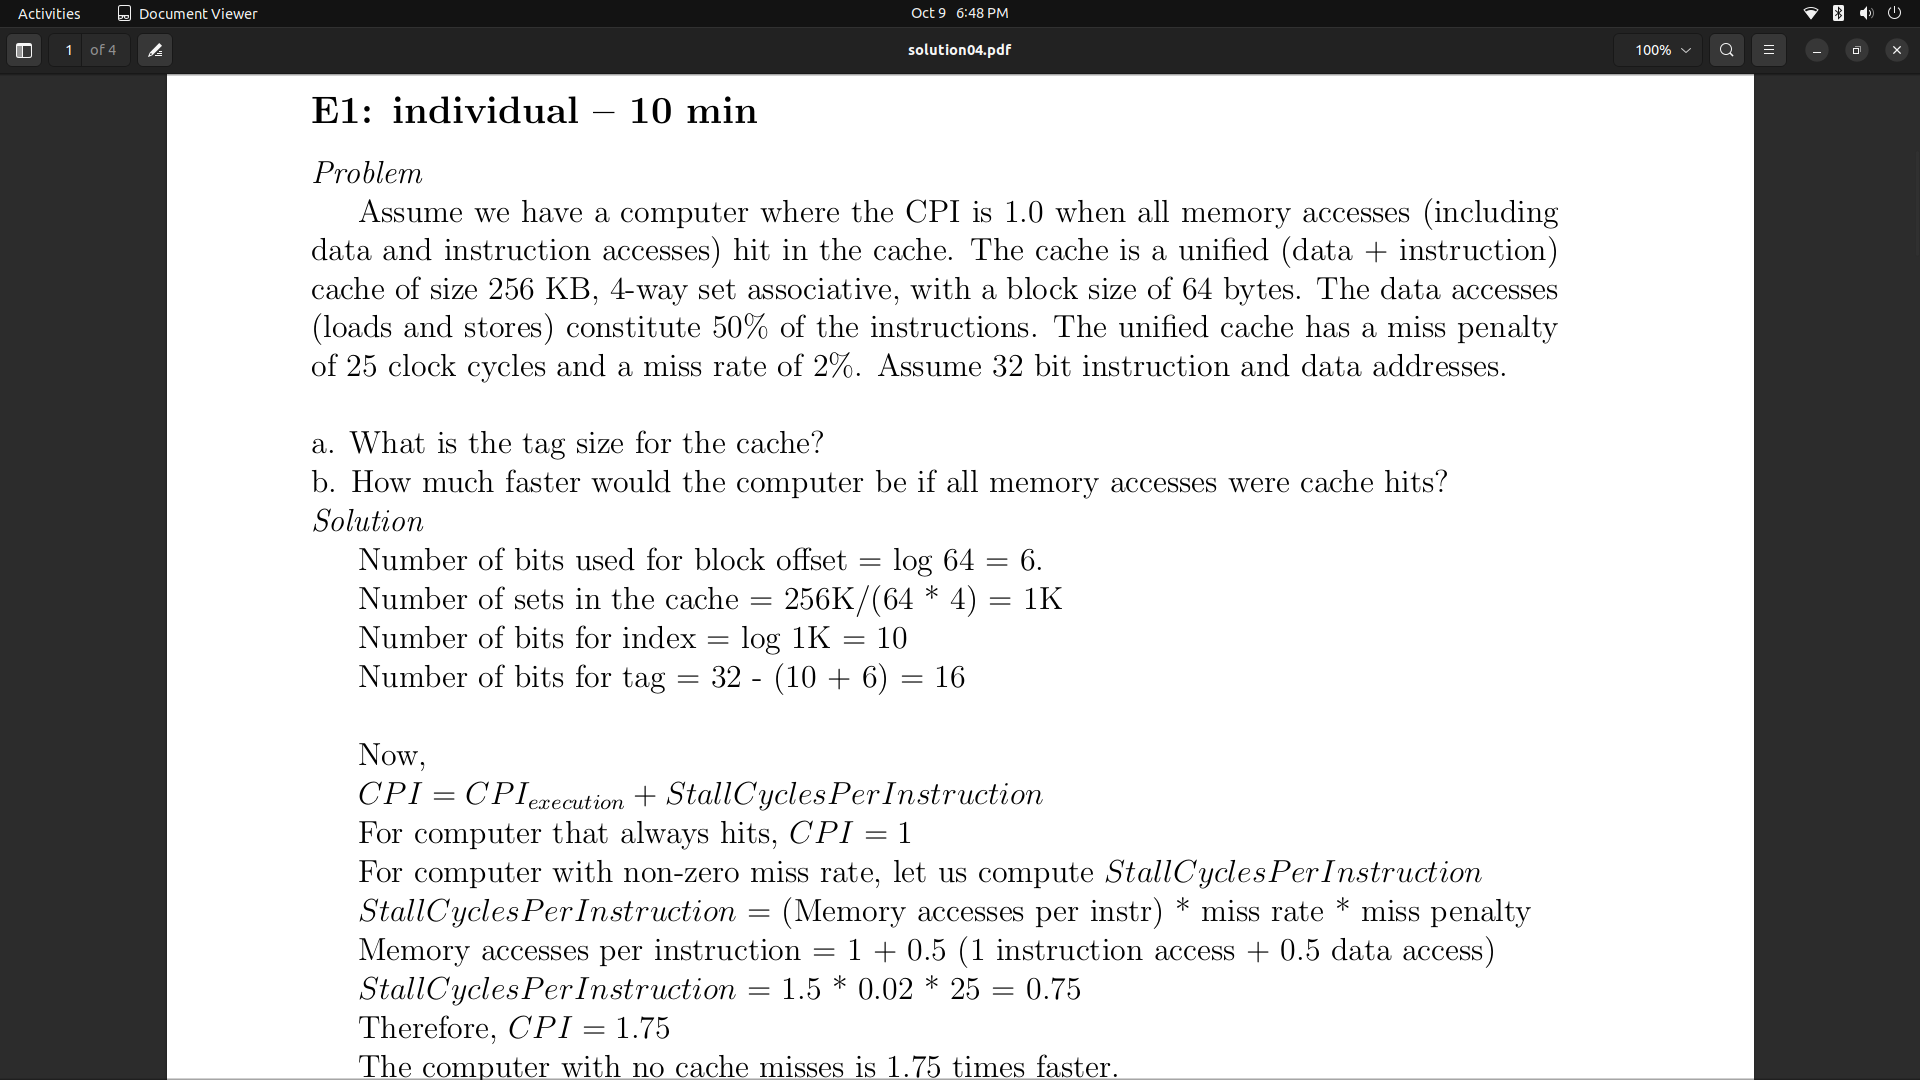 Activities Document Viewer Oct 9 6:48 PM
1 of 4 solution04.pdf 100%
E1: individual – 10 min
Problem
Assume we have a computer where the CPI is 1.0 when all memory accesses (including
data and instruction accesses) hit in the cache. The cache is a unified (data + instruction)
cache of size 256 KB, 4-way set associative, with a block size of 64 bytes. The data accesses
(loads and stores) constitute 50% of the instructions. The unified cache has a miss penalty
of 25 clock cycles and a miss rate of 2%. Assume 32 bit instruction and data addresses.
a. What is the tag size for the cache?
b. How much faster would the computer be if all memory accesses were cache hits?
Solution
Number of bits used for block offset = log 64 = 6.
Number of sets in the cache = 256K/(64 * 4) = 1K
Number of bits for index = log 1K = 10
Number of bits for tag = 32 - (10 + 6) = 16
Now,
CPI = CPIexecution + StallCyclesPerInstruction
For computer that always hits, CPI = 1
For computer with non-zero miss rate, let us compute StallCyclesPerInstruction
StallCyclesPerInstruction = (Memory accesses per instr) * miss rate * miss penalty
Memory accesses per instruction = 1 + 0.5 (1 instruction access + 0.5 data access)
StallCyclesPerInstruction = 1.5 * 0.02 * 25 = 0.75
Therefore, CPI = 1.75
The computer with no cache misses is 1.75 times faster.